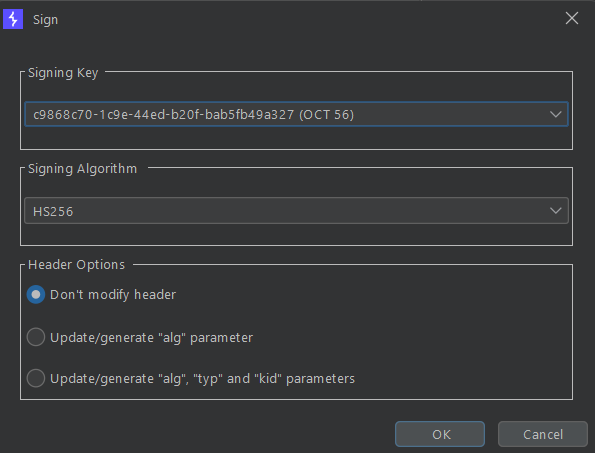 Sign
Signing Key
c9868c70-1c9e-44ed-b20f-bab5fb49a327 (OCT 56)
Signing Algorithm
HS256
Header Options
Don't modify header
Update/generate "alg" parameter
Update/generate "alg", "typ" and "kid" parameters
OK Cancel